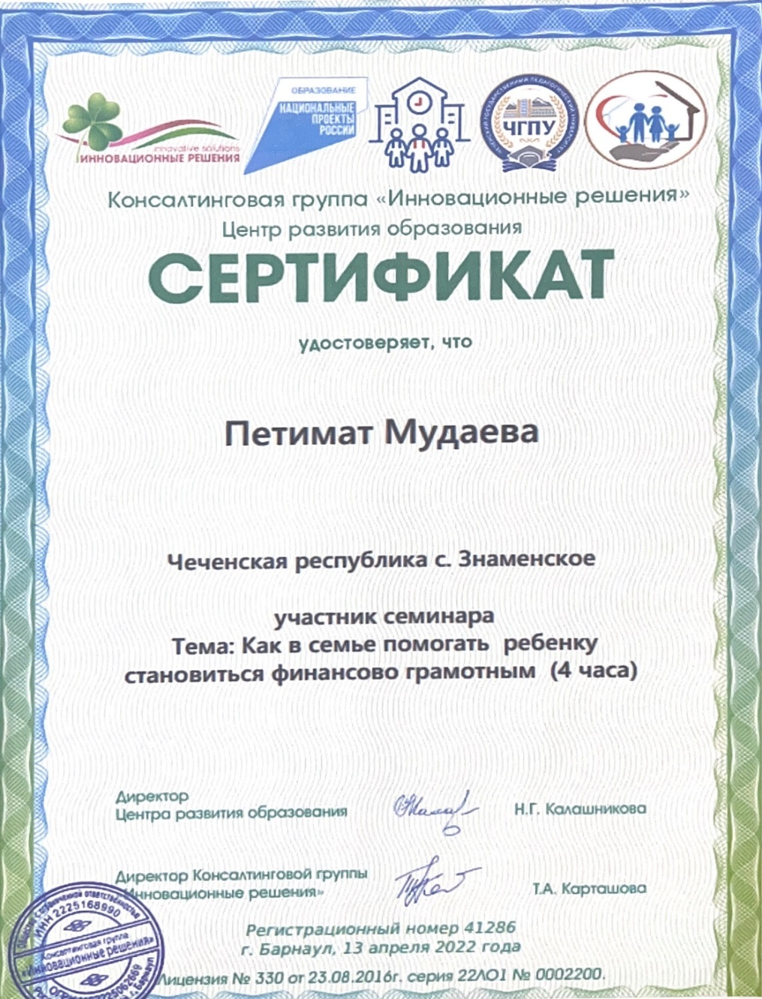 innovative solutions
ИННОВАЦИОННЫЕ РЕШЕНИЯ
ОБРАЗОВАНИЕ
НАЦИОНАЛЬНЫЕ
ПРОЕКТЫ
РОССИИ
ЧГПУ
Консалтинговая группа «Инновационные решения»
Центр развития образования
СЕРТИФИКАТ
удостоверяет, что
Петимат Мудаева
Чеченская республика с. Знаменское
участник семинара
Тема: Как в семье помогать ребенку
становиться финансово грамотным (4 часа)
Директор
Центра развития образования
Н.Г. Калашникова
Директор Консалтинговой группы
«Инновационные решения»
Т.А. Карташова
Регистрационный номер 41286
г. Барнаул, 13 апреля 2022 года
Лицензия № 330 от 23.08.2016г. серия 22ЛО1 № 0002200.
ИНН 2225168990
Консалтинговая группа
«Инновационные решения»